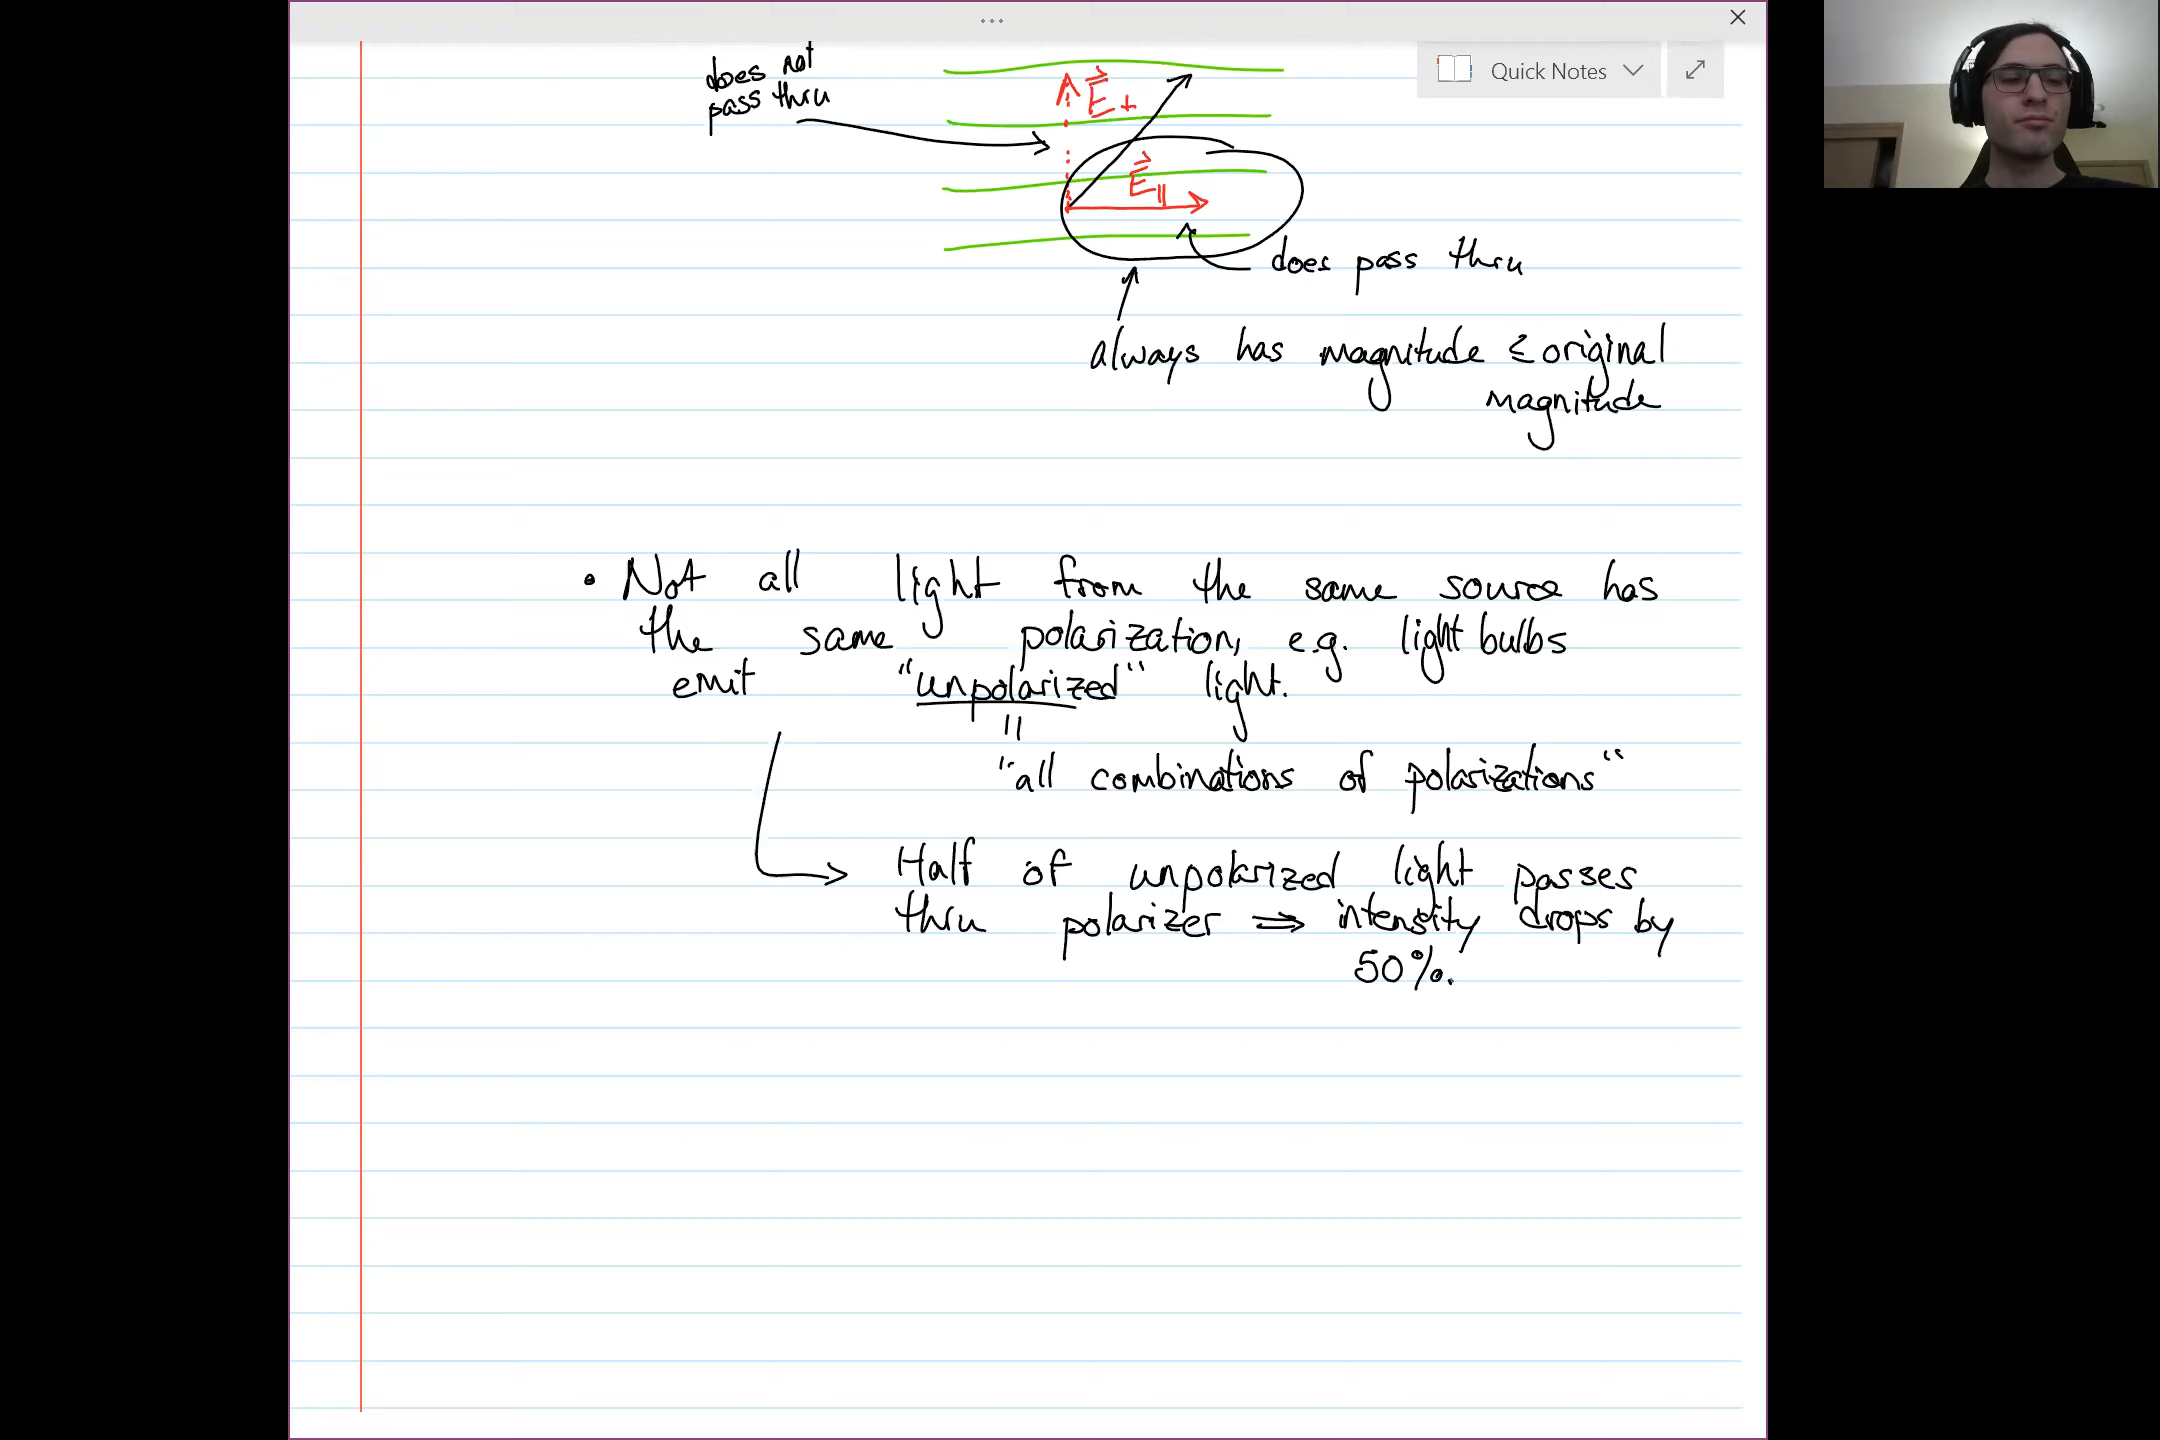 ...
Quick Notes
does not
pass thru
E⃗⊥
E⃗||
does pass thru
always has magnitude ≤ original
magnitude
• Not all light from the same source has
the same polarization, e.g. light bulbs
emit "unpolarized" light.
||
"all combinations of polarizations"
Half of unpolarized light passes
thru polarizer ⇒ intensity drops by
50%.